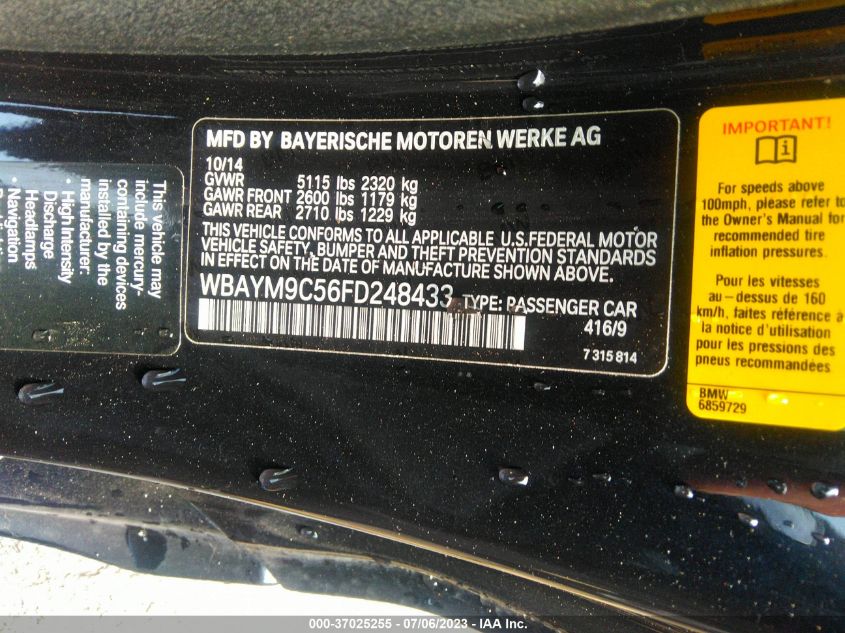 MFD BY BAYERISCHE MOTOREN WERKE AG
10/14
GVWR 5115 lbs 2320 kg
GAWR FRONT 2600 lbs 1179 kg
GAWR REAR 2710 lbs 1229 kg
THIS VEHICLE CONFORMS TO ALL APPLICABLE U.S.FEDERAL MOTOR
VEHICLE SAFETY, BUMPER AND THEFT PREVENTION STANDARDS
IN EFFECT ON THE DATE OF MANUFACTURE SHOWN ABOVE.
WBAYM9C56FD248433 TYPE: PASSENGER CAR
416/9
7 315 814
This vehicle may
include mercury-
containing devices
installed by the
manufacturer:
• High Intensity
Discharge
Headlamps
• Navigation
IMPORTANT!
For speeds above
100mph, please refer to
the Owner's Manual for
recommended tire
inflation pressures.
Pour les vitesses
au-dessus de 160
km/h, faites référence à
la notice d'utilisation
pour les pressions des
pneus recommandées
BMW
6859729
000-37025255 - 07/06/2023 - IAA Inc.